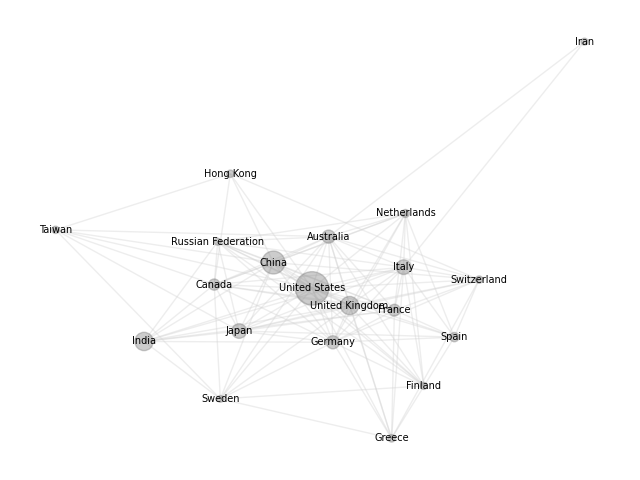 Iran
Hong Kong
Netherlands
Taiwan
Russian Federation
Australia
China
Italy
Switzerland
Canada
United States
United Kingdom
France
Japan
Spain
India
Germany
Finland
Sweden
Greece